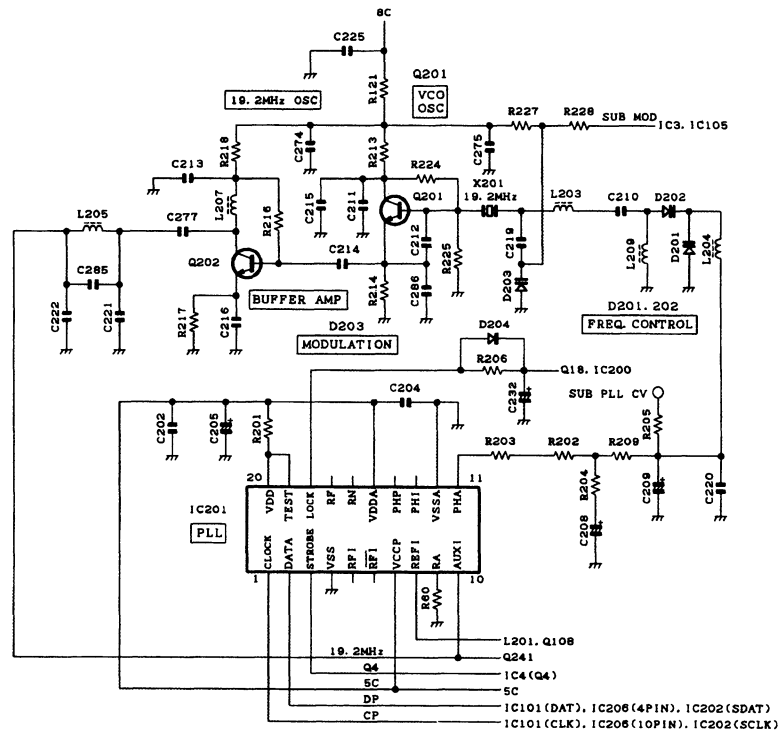 8C
C225
R121
Q201
VCO
OSC
19.2MHz OSC
R227
R228
SUB MOD
IC3, IC105
R218
C274
R213
C275
C213
R224
X201
19.2MHz
L207
R216
C215
C211
Q201
L203
C210
D202
L205
C277
C212
C219
L209
D201
L204
Q202
C214
R225
D203
C285
BUFFER AMP
R214
C286
D201, 202
FREQ. CONTROL
C222
C221
R217
C216
D203
MODULATION
D204
R206
Q18, IC200
C232
SUB PLL CV
C204
R205
C202
C205
R201
R203
R202
R209
R204
C209
C220
C208
20
11
VDD
TEST
LOCK
RF
RN
VDDA
PHP
PHI
VSSA
PHA
IC201
PLL
CLOCK
DATA
STROBE
VSS
RFI
RFI
VCCP
REFI
RA
AUXI
1
10
R60
L201, Q108
19.2MHz
Q241
Q4
IC4(Q4)
5C
5C
DP
IC101(DAT), IC206(4PIN), IC202(SDAT)
CP
IC101(CLK), IC206(10PIN), IC202(SCLK)